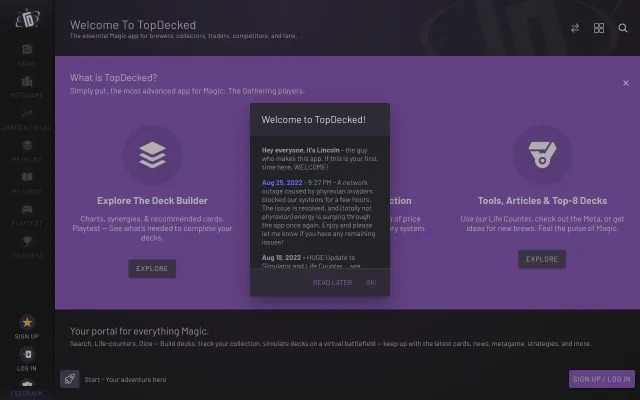 Welcome To TopDecked
The essential Magic app for brewers, collectors, traders, competitors, and fans.
NEWS
METAGAME
CARDS & PRICES
MY DECKS
MY CARDS
PLAYTEST
TOURNEYS
SIGN UP
LOG IN
FEEDBACK
What is TopDecked?
Simply put, the most advanced app for Magic: The Gathering players.
Explore The Deck Builder
Charts, synergies, & recommended cards.
Playtest — See what's needed to complete your
decks.
EXPLORE
Welcome to TopDecked!
Hey everyone, it's Lincoln - the guy
who makes this app. If this is your first
time here, WELCOME!
Aug 25, 2022 - 9:27 PM - A network
outage caused by phyrexian invaders
blocked our systems for a few hours.
The issue is resolved, and (totally not
phyrexian) energy is surging through
the app once again. Enjoy and please
let me know if you have any remaining
issues!
Aug 18, 2022 - HUGE Update to
Simulator and Life Counter... see
READ LATER
OK!
ction
of price
ry system.
Tools, Articles & Top-8 Decks
Use our Life Counter, check out the Meta, or get
ideas for new brews. Feel the pulse of Magic.
EXPLORE
Your portal for everything Magic.
Search, Life-counters, Dice — Build decks, track your collection, simulate decks on a virtual battlefield — keep up with the latest cards, news, metagame, strategies, and more.
Start - Your adventure here
SIGN UP / LOG IN